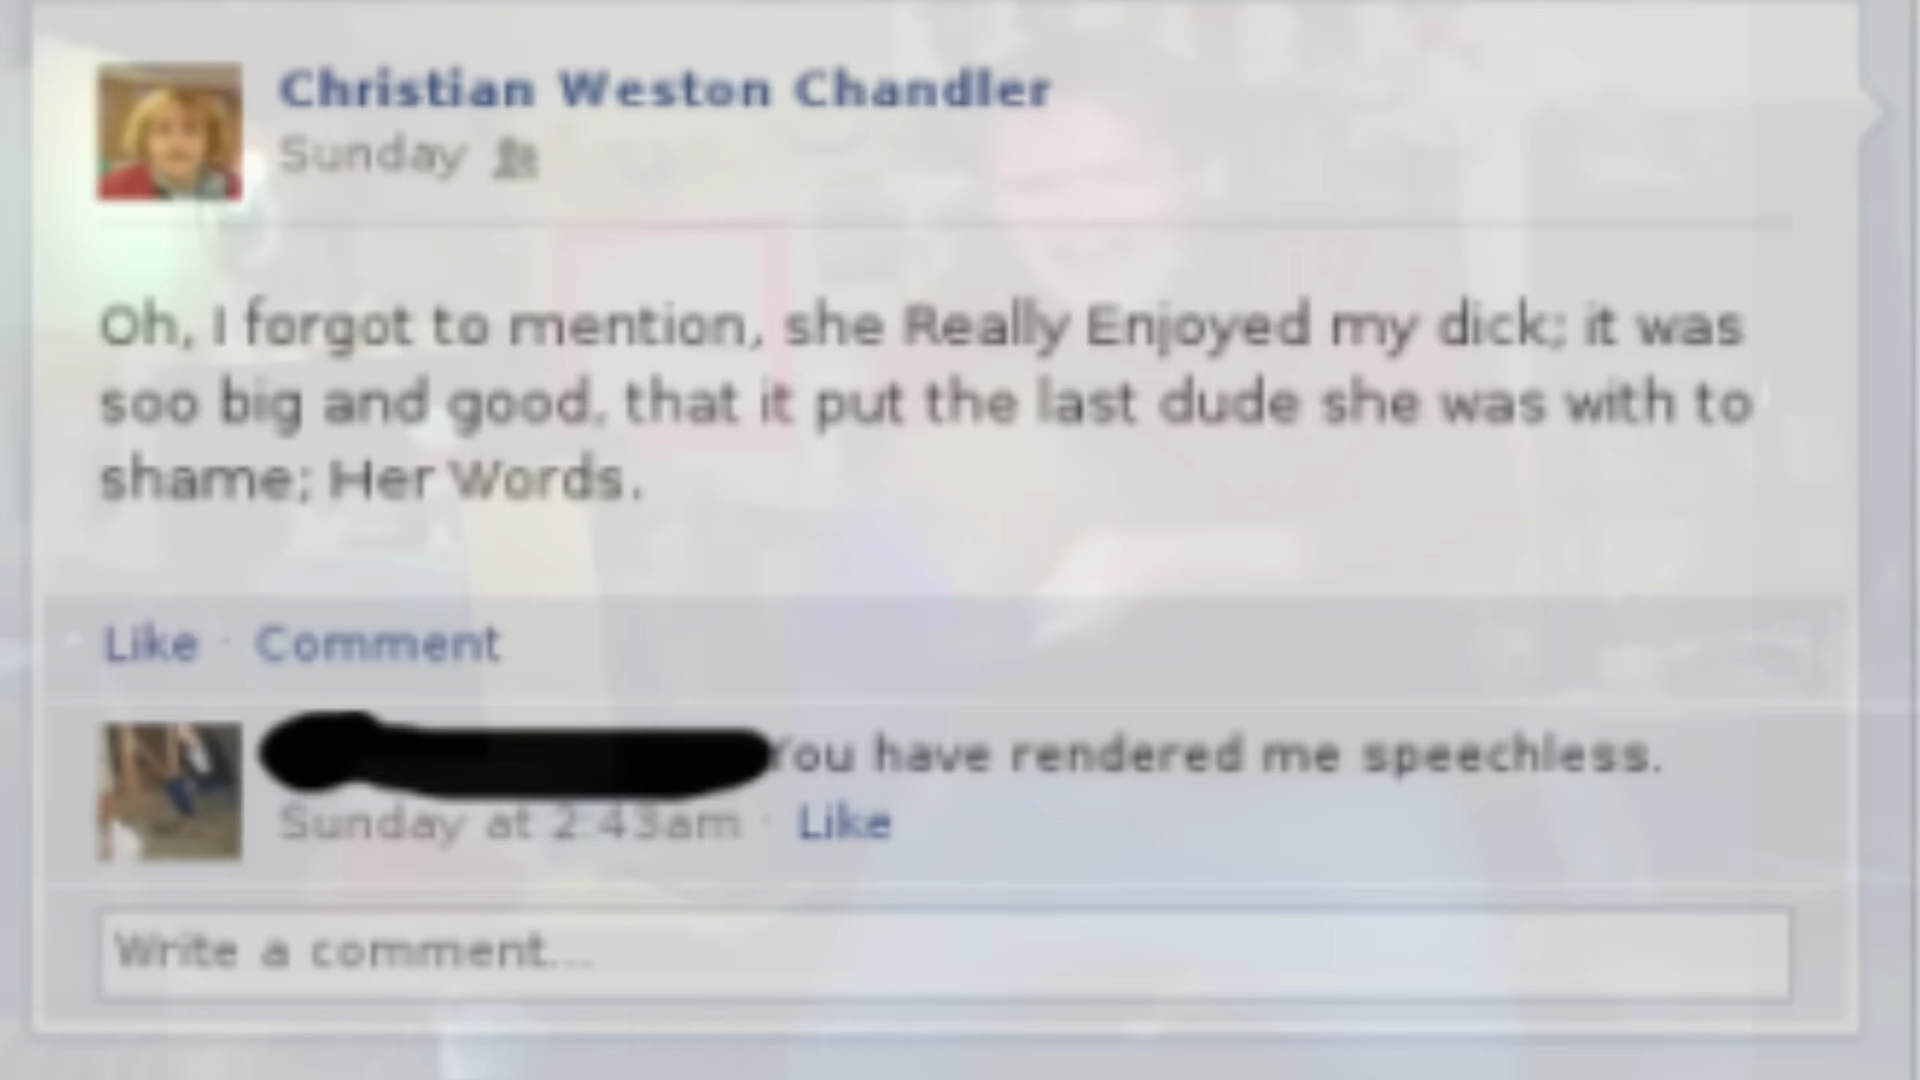 Christian Weston Chandler
Sunday
Oh, I forgot to mention, she Really Enjoyed my dick; it was
soo big and good, that it put the last dude she was with to
shame; Her Words.
Like · Comment
You have rendered me speechless.
Sunday at 2:43am · Like
Write a comment...